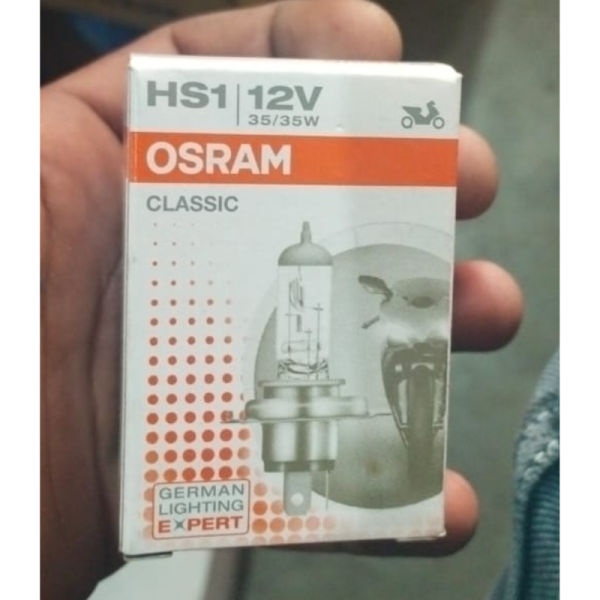 HS1 12V
35/35W
OSRAM
CLASSIC
GERMAN
LIGHTING
EXPERT